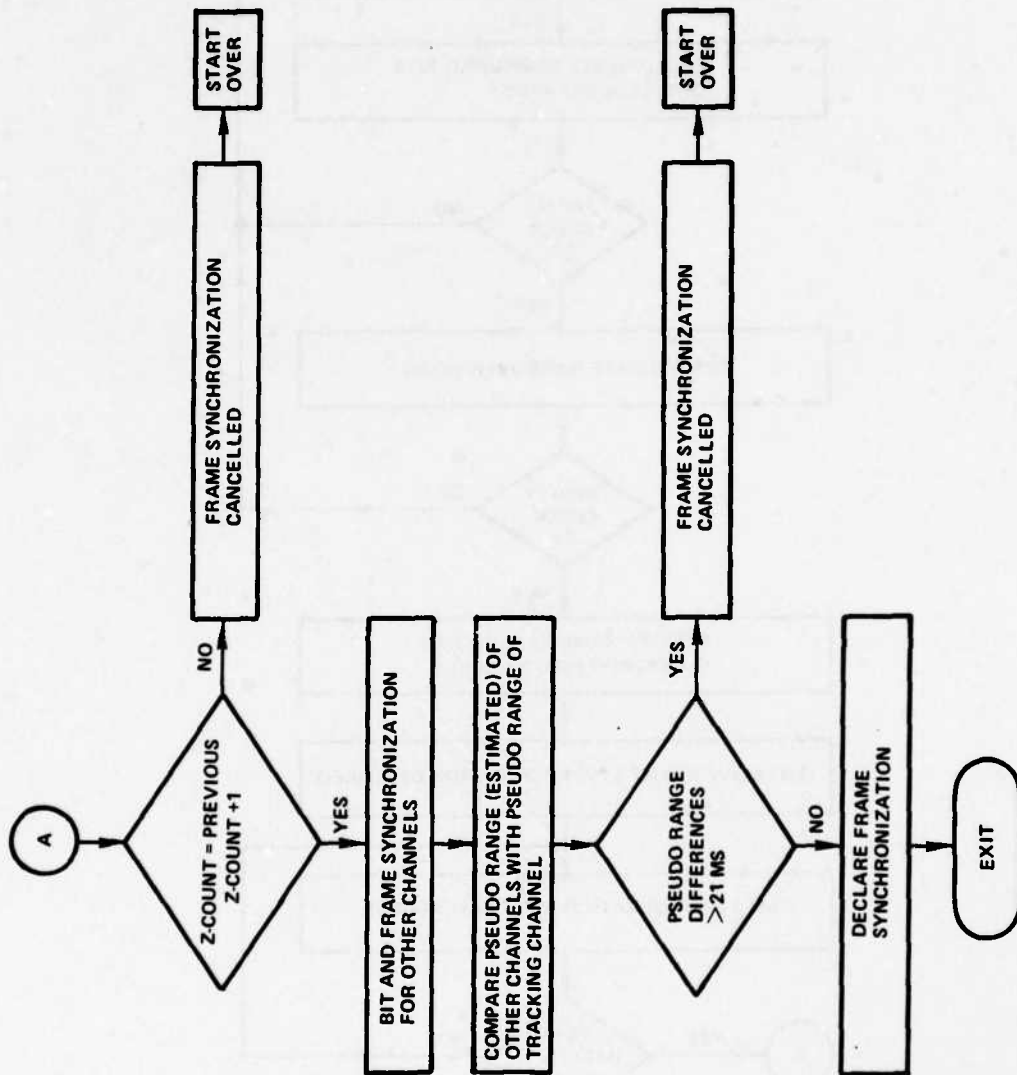 A
Z-COUNT = PREVIOUS
Z-COUNT +1
NO
FRAME SYNCHRONIZATION
CANCELLED
START
OVER
YES
BIT AND FRAME SYNCHRONIZATION
FOR OTHER CHANNELS
COMPARE PSEUDO RANGE (ESTIMATED) OF
OTHER CHANNELS WITH PSEUDO RANGE OF
TRACKING CHANNEL
PSEUDO RANGE
DIFFERENCES
>21 MS
YES
FRAME SYNCHRONIZATION
CANCELLED
START
OVER
NO
DECLARE FRAME
SYNCHRONIZATION
EXIT